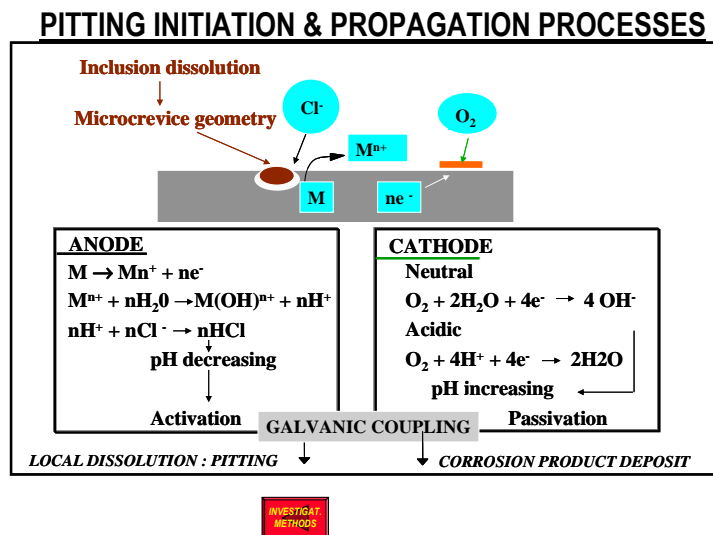 PITTING INITIATION & PROPAGATION PROCESSES
Inclusion dissolution
Microcrevice geometry
Cl-
O2
Mn+
M
ne -
ANODE
M → Mn+ + ne-
Mn+ + nH20 → M(OH)n+ + nH+
nH+ + nCl - → nHCl
pH decreasing
Activation
CATHODE
Neutral
O2 + 2H2O + 4e- → 4 OH-
Acidic
O2 + 4H+ + 4e- → 2H2O
pH increasing
Passivation
GALVANIC COUPLING
LOCAL DISSOLUTION : PITTING
CORROSION PRODUCT DEPOSIT
INVESTIGAT.
METHODS